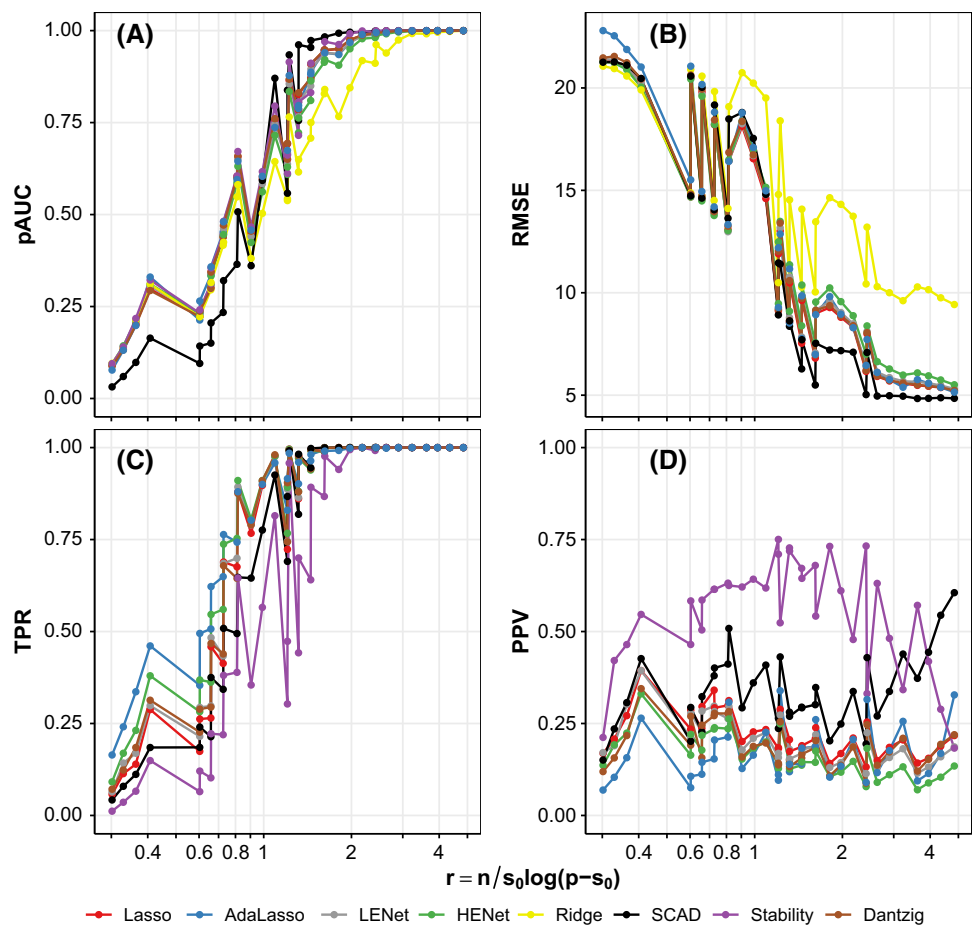 (A)
(B)
pAUC
1.00
0.75
0.50
0.25
0.00
RMSE
20
15
10
5
(C)
(D)
TPR
1.00
0.75
0.50
0.25
0.00
PPV
1.00
0.75
0.50
0.25
0.00
0.4 0.6 0.8 1 2 4
0.4 0.6 0.8 1 2 4
r = n/s₀log(p−s₀)
Lasso AdaLasso LENet HENet Ridge SCAD Stability Dantzig